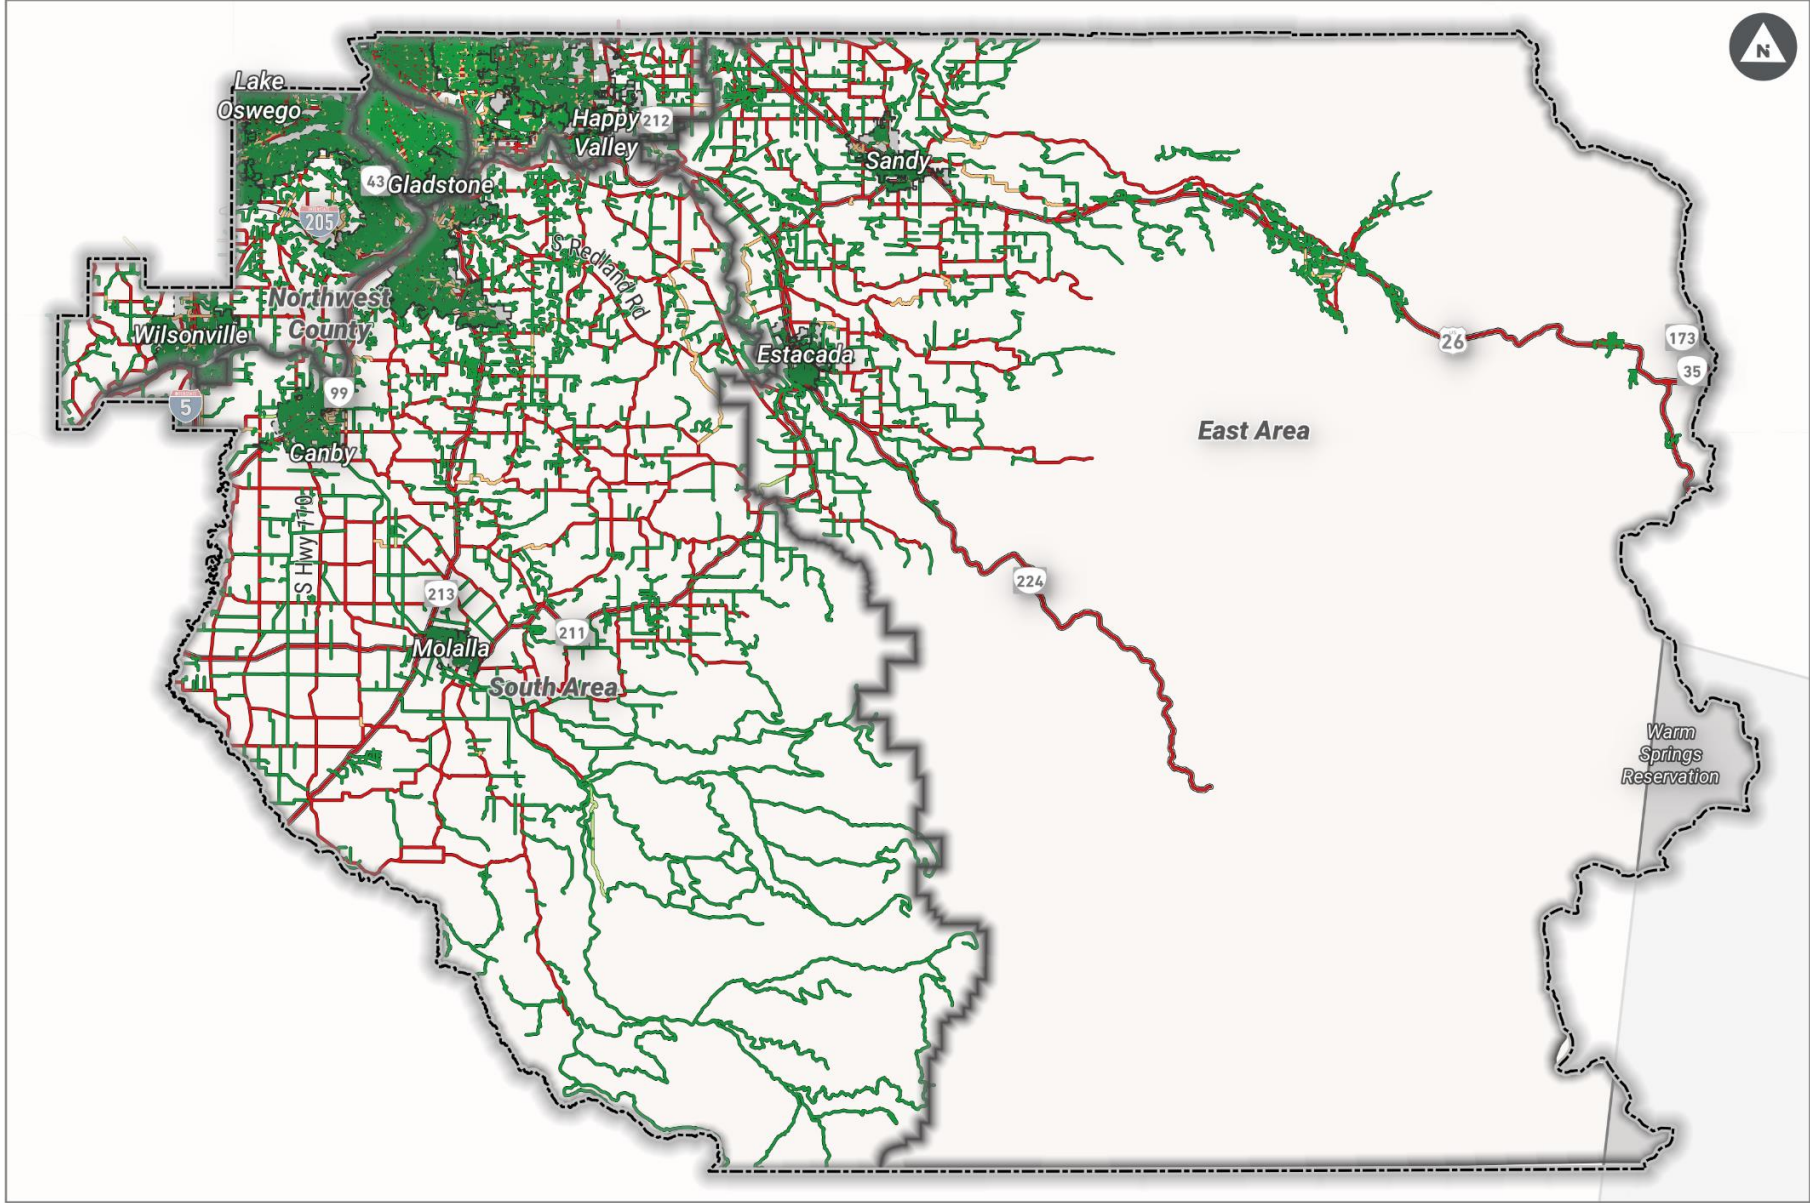 N
Lake
Oswego
Happy
Valley
212
Sandy
43
Gladstone
205
S Redland Rd
Northwest
County
Wilsonville
Estacada
26
173
35
99
5
East Area
Canby
S Hwy 170
224
213
211
Molalla
South Area
Warm
Springs
Reservation